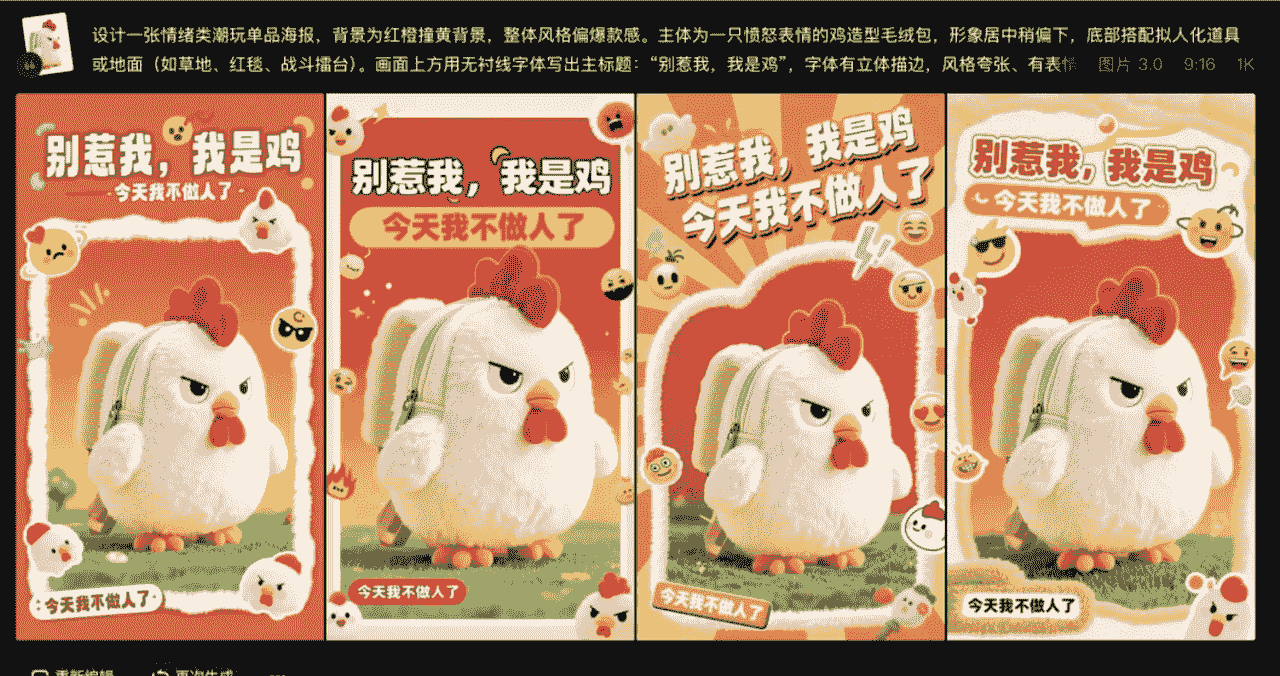 设计一张情绪类潮玩单品海报，背景为红橙撞黄背景，整体风格偏爆款感。主体为一只愤怒表情的鸡造型毛绒包，形象居中稍偏下，底部搭配拟人化道具
或地面（如草地、红毯、战斗擂台）。画面上方用无衬线字体写出主标题：“别惹我，我是鸡”，字体有立体描边，风格夸张、有表情 图片 3.0 9:16 1K
别惹我，我是鸡
今天我不做人了
今天我不做人了
别惹我，我是鸡
今天我不做人了
今天我不做人了
别惹我，我是鸡
今天我不做人了
今天我不做人了
别惹我，我是鸡
今天我不做人了
今天我不做人了
重新编辑 再次生成